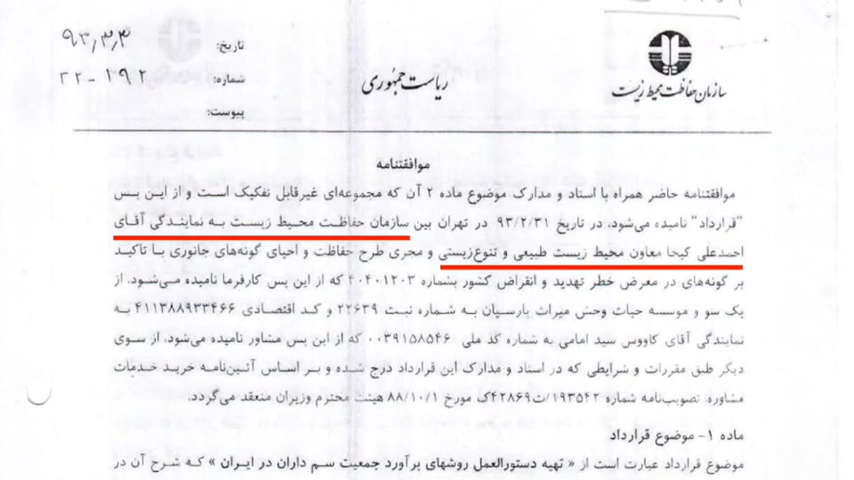 سازمان حفاظت محیط زیست
ریاست جمهوری
تاریخ: ۹۳٫۳٫۳
شماره: ۱۹۲-۳۲
پیوست:
موافقتنامه
موافقتنامه حاضر همراه با اسناد و مدارک موضوع ماده ۲ آن که مجموعه‌ای غیرقابل تفکیک است و از این پس
"قرارداد" نامیده می‌شود، در تاریخ ۹۳/۲/۳۱ در تهران بین سازمان حفاظت محیط زیست به نمایندگی آقای
احمدعلی کیخا معاون محیط زیست طبیعی و تنوع‌زیستی و مجری طرح حفاظت و احیای گونه‌های جانوری با تاکید
بر گونه‌های در معرض خطر تهدید و انقراض کشور بشماره ۴۰۴۰۱۲۰۳ که از این پس کارفرما نامیده می‌شود. از
یک سو و موسسه حیات وحش میراث پارسیان به شماره ثبت ۲۲۶۳۹ و کد اقتصادی ۴۱۱۳۸۸۹۳۳۴۶۶ به
نمایندگی آقای کاووس سید امامی به شماره کد ملی ۰۰۳۹۱۵۸۵۴۶ که از این پس مشاور نامیده می‌شود. از سوی
دیگر طبق مقررات و شرایطی که در اسناد و مدارک این قرارداد درج شده و بر اساس آئین‌نامه خرید خدمات
مشاوره، تصویب‌نامه شماره ۱۹۳۵۴۲/ت۴۲۸۶۹ک مورخ ۸۸/۱۰/۱ هیئت محترم وزیران منعقد می‌گردد.
ماده ۱- موضوع قرارداد
موضوع قرارداد عبارت است از « تهیه دستورالعمل روشهای برآورد جمعیت سم داران در ایران » که شرح آن در